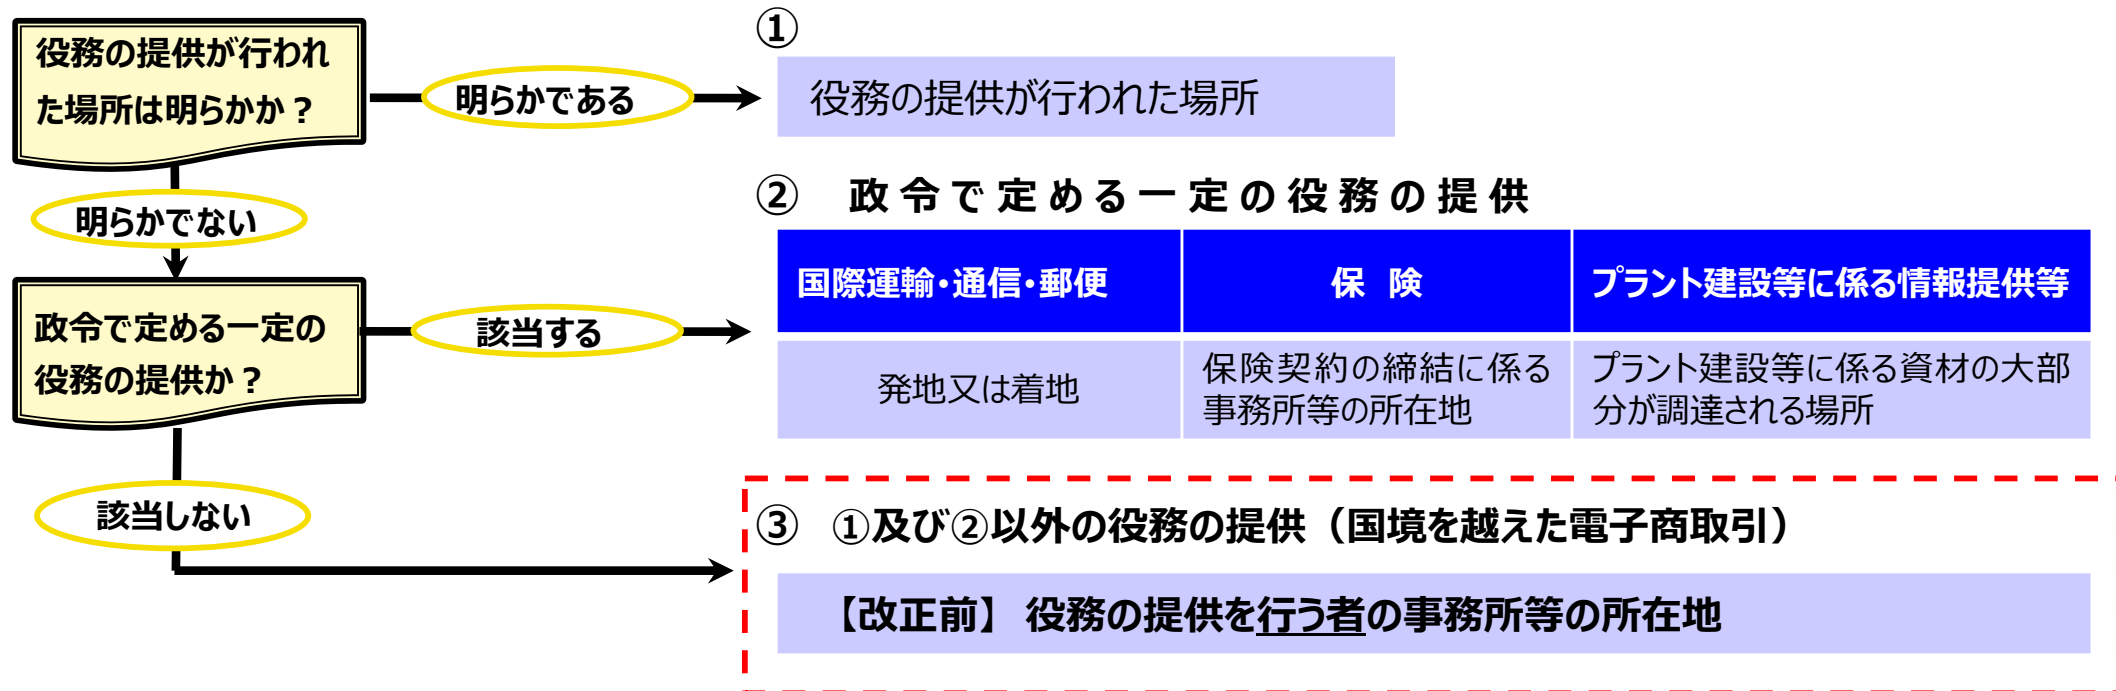 役務の提供が行われ
た場所は明らかか？
明らかである
①
役務の提供が行われた場所
明らかでない
政令で定める一定の
役務の提供か？
該当する
② 政令で定める一定の役務の提供
国際運輸・通信・郵便 保 険 プラント建設等に係る情報提供等
発地又は着地
保険契約の締結に係る
事務所等の所在地
プラント建設等に係る資材の大部
分が調達される場所
該当しない
③ ①及び②以外の役務の提供（国境を越えた電子商取引）
【改正前】 役務の提供を行う者の事務所等の所在地